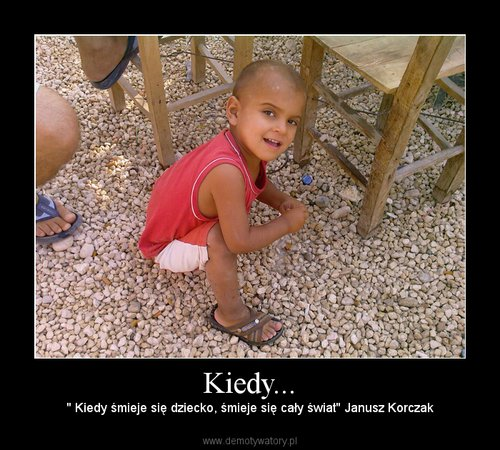 Kiedy...
" Kiedy śmieje się dziecko, śmieje się cały świat" Janusz Korczak
www.demotywatory.pl